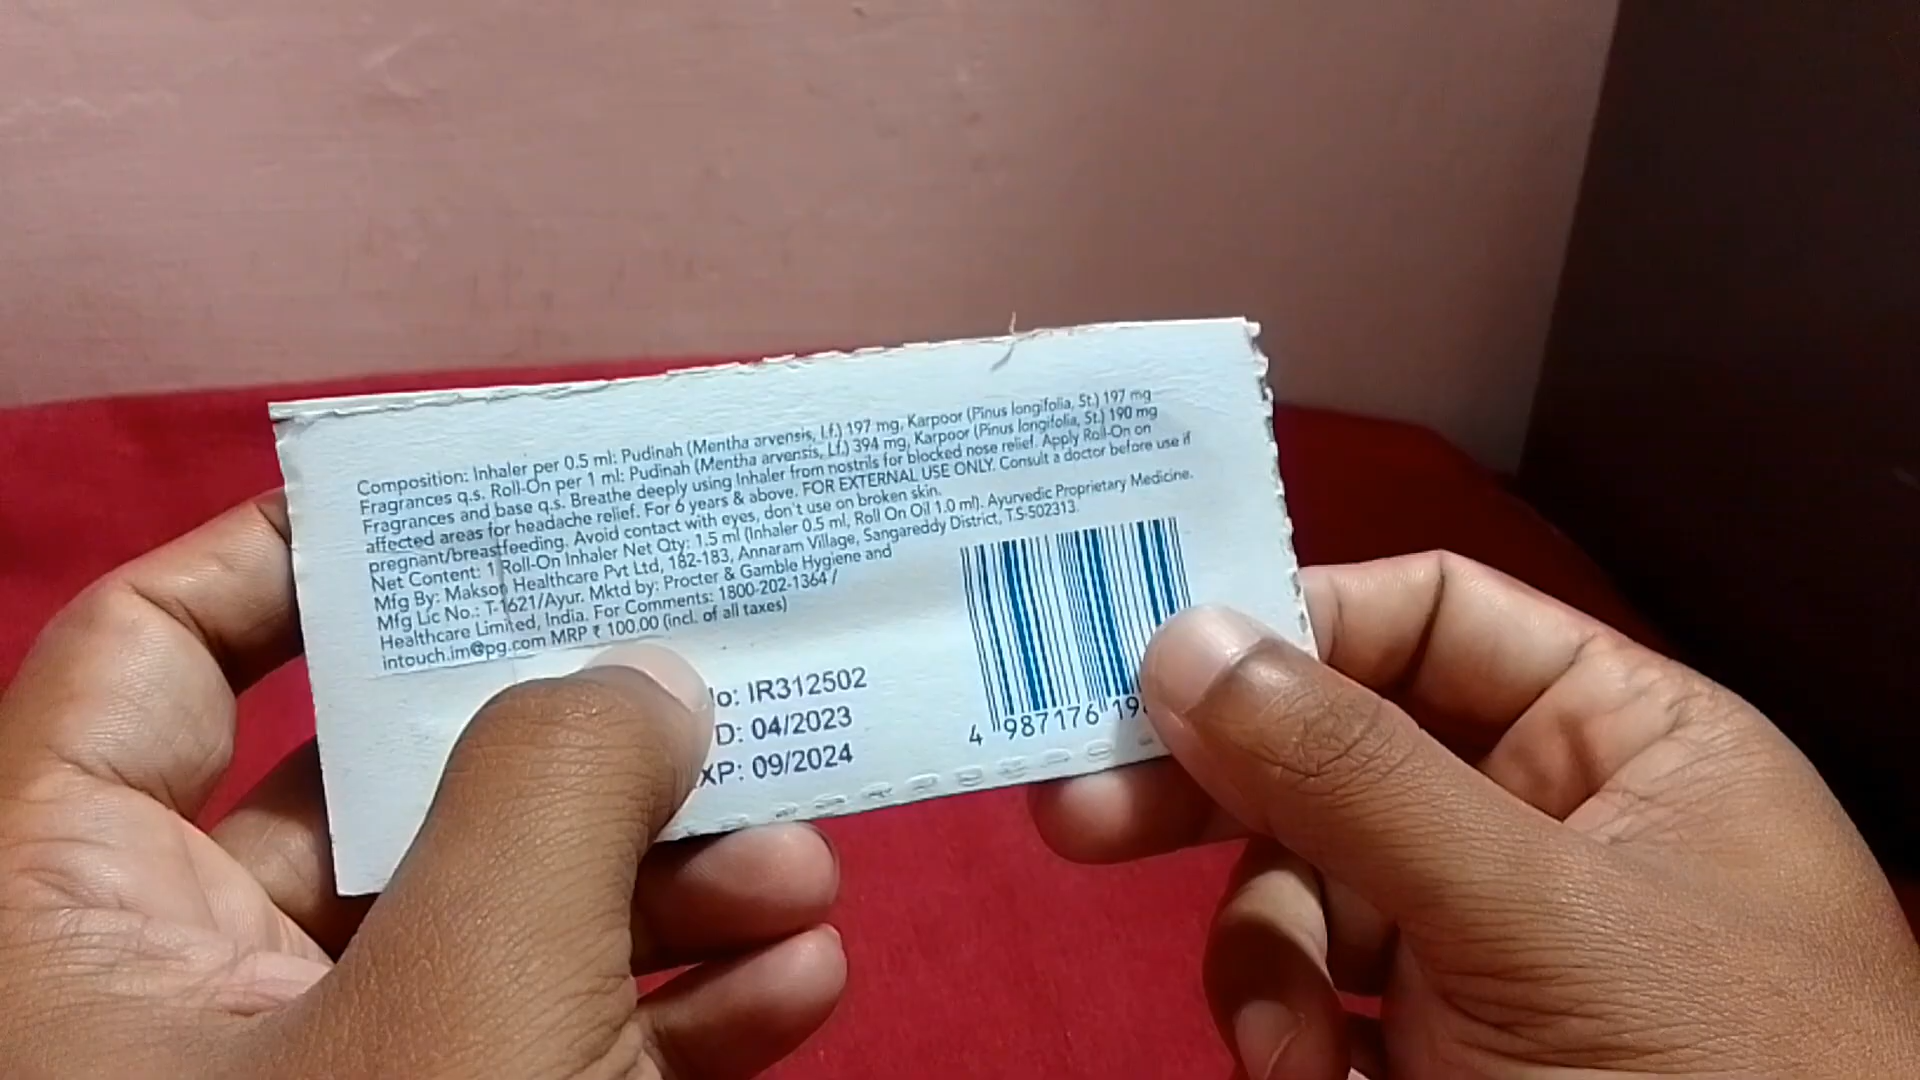 Composition: Inhaler per 0.5 ml: Pudinah (Mentha arvensis, Lf.) 197 mg, Karpoor (Pinus longifolia, St.) 197 mg
Fragrances q.s. Roll-On per 1 ml: Pudinah (Mentha arvensis, Lf.) 394 mg, Karpoor (Pinus longifolia, St.) 190 mg
Fragrances and base q.s. Breathe deeply using Inhaler from nostrils for blocked nose relief. Apply Roll-On on
affected areas for headache relief. For 6 years & above. FOR EXTERNAL USE ONLY. Consult a doctor before use if
pregnant/breastfeeding. Avoid contact with eyes, don't use on broken skin.
Net Content: 1 Roll-On Inhaler Net Qty: 1.5 ml (Inhaler 0.5 ml, Roll On Oil 1.0 ml). Ayurvedic Proprietary Medicine.
Mfg By: Makson Healthcare Pvt Ltd, 182-183, Annaram Village, Sangareddy District, T.S-502313.
Mfg Lic No.: T-1621/Ayur. Mktd by: Procter & Gamble Hygiene and
Healthcare Limited, India. For Comments: 1800-202-1364 /
intouch.im@pg.com MRP ₹ 100.00 (incl. of all taxes)
lo: IR312502
D: 04/2023
XP: 09/2024
4 987176 19